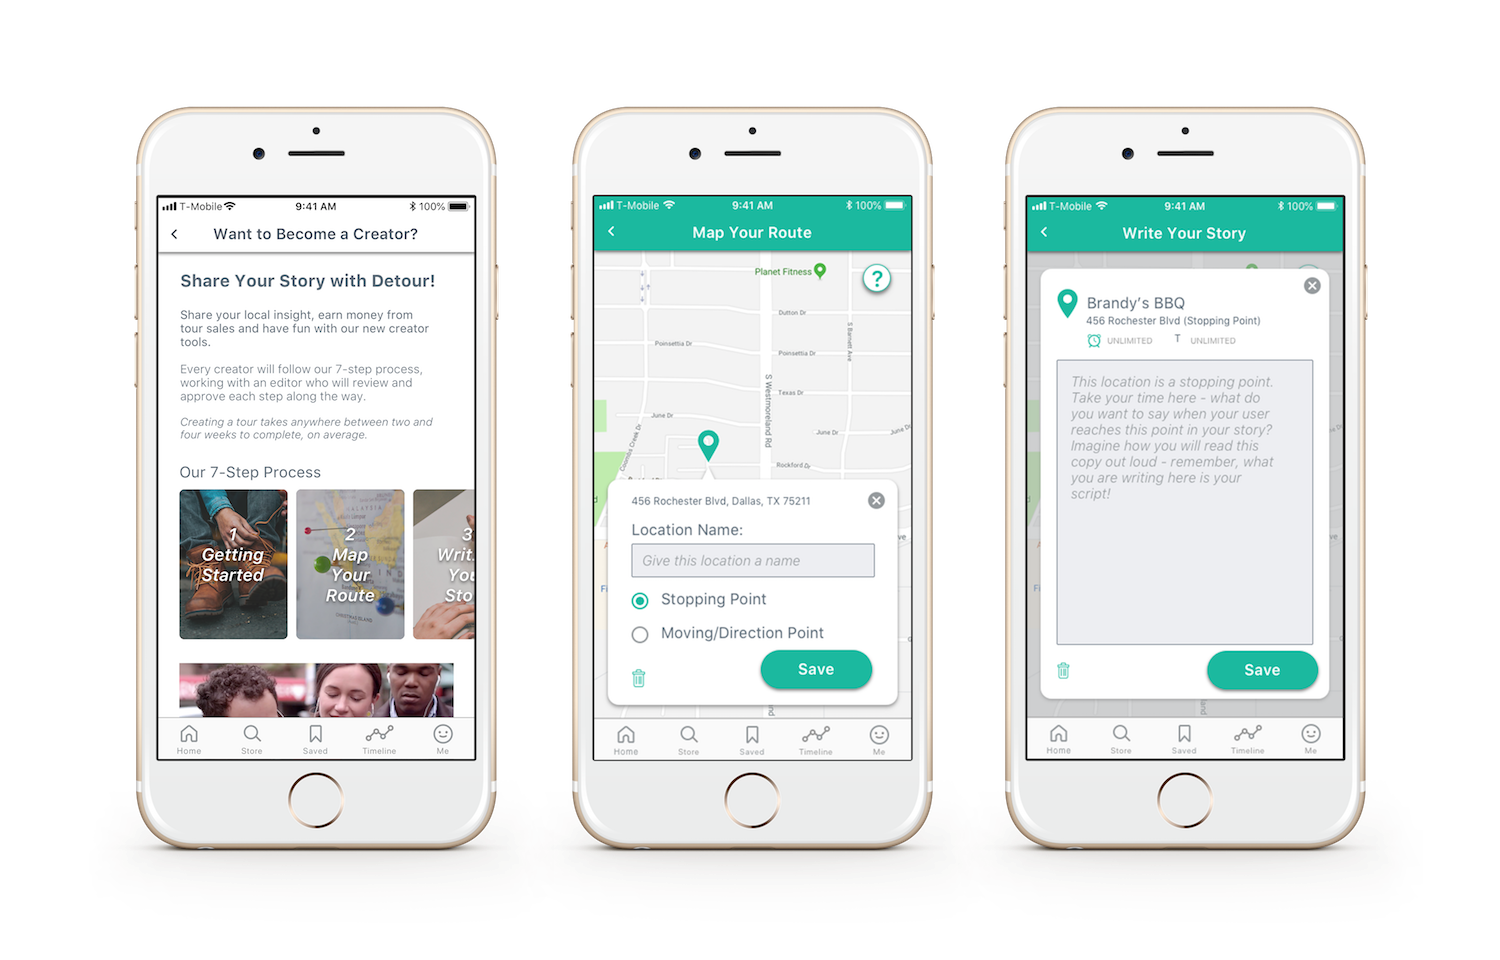 T-Mobile
9:41 AM
100%
Want to Become a Creator?
Share Your Story with Detour!
Share your local insight, earn money from
tour sales and have fun with our new creator
tools.
Every creator will follow our 7-step process,
working with an editor who will review and
approve each step along the way.
Creating a tour takes anywhere between two and
four weeks to complete, on average.
Our 7-Step Process
1
Getting
Started
2
Map
Your
Route
3
Writ.
You
Sto
Home
Store
Saved
Timeline
Me
T-Mobile
9:41 AM
100%
Map Your Route
Planet Fitness
?
Dutton Dr
S Barnett Ave
Poinsettia Dr
Poinsettia Dr
S Westmoreland Rd
Texas Dr
June Dr
June Dr
June Dr
Coombs Creek Dr
Rockford Dr
456 Rochester Blvd, Dallas, TX 75211
Location Name:
Give this location a name
Stopping Point
Moving/Direction Point
Save
Home
Store
Saved
Timeline
Me
T-Mobile
9:41 AM
100%
Write Your Story
Brandy's BBQ
456 Rochester Blvd (Stopping Point)
UNLIMITED
T
UNLIMITED
This location is a stopping point.
Take your time here - what do
you want to say when your user
reaches this point in your story?
Imagine how you will read this
copy out loud - remember, what
you are writing here is your
script!
Save
Home
Store
Saved
Timeline
Me